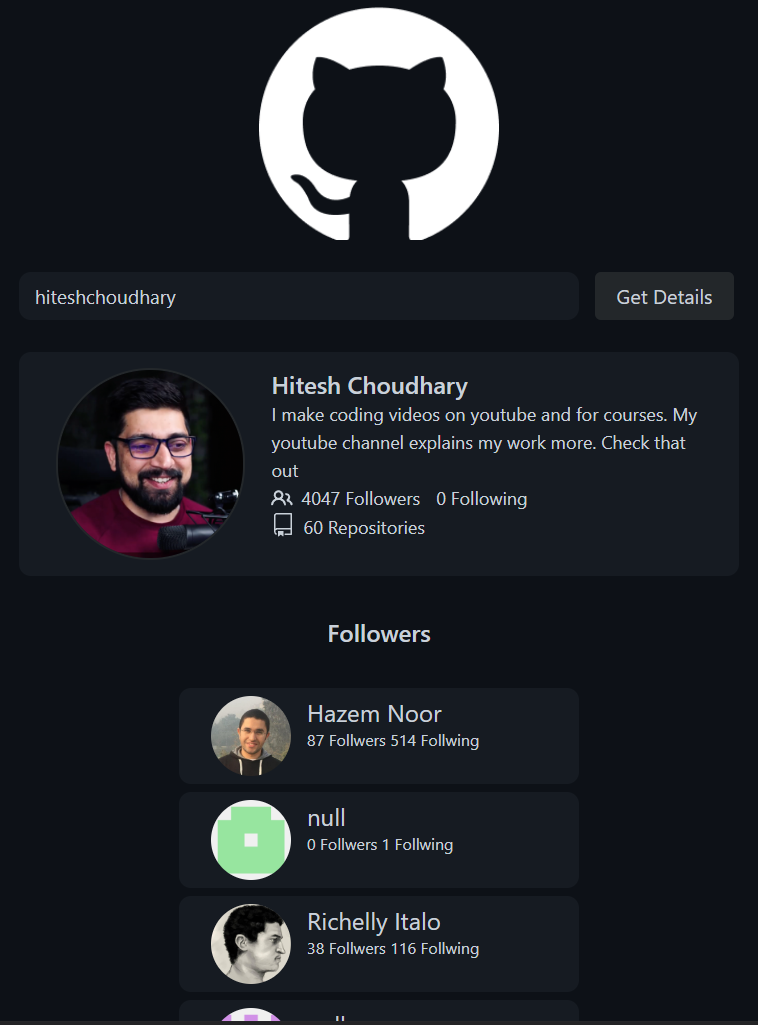 hiteshchoudhary
Get Details
Hitesh Choudhary
I make coding videos on youtube and for courses. My
youtube channel explains my work more. Check that
out
4047 Followers 0 Following
60 Repositories
Followers
Hazem Noor
87 Follwers 514 Follwing
null
0 Follwers 1 Follwing
Richelly Italo
38 Follwers 116 Follwing